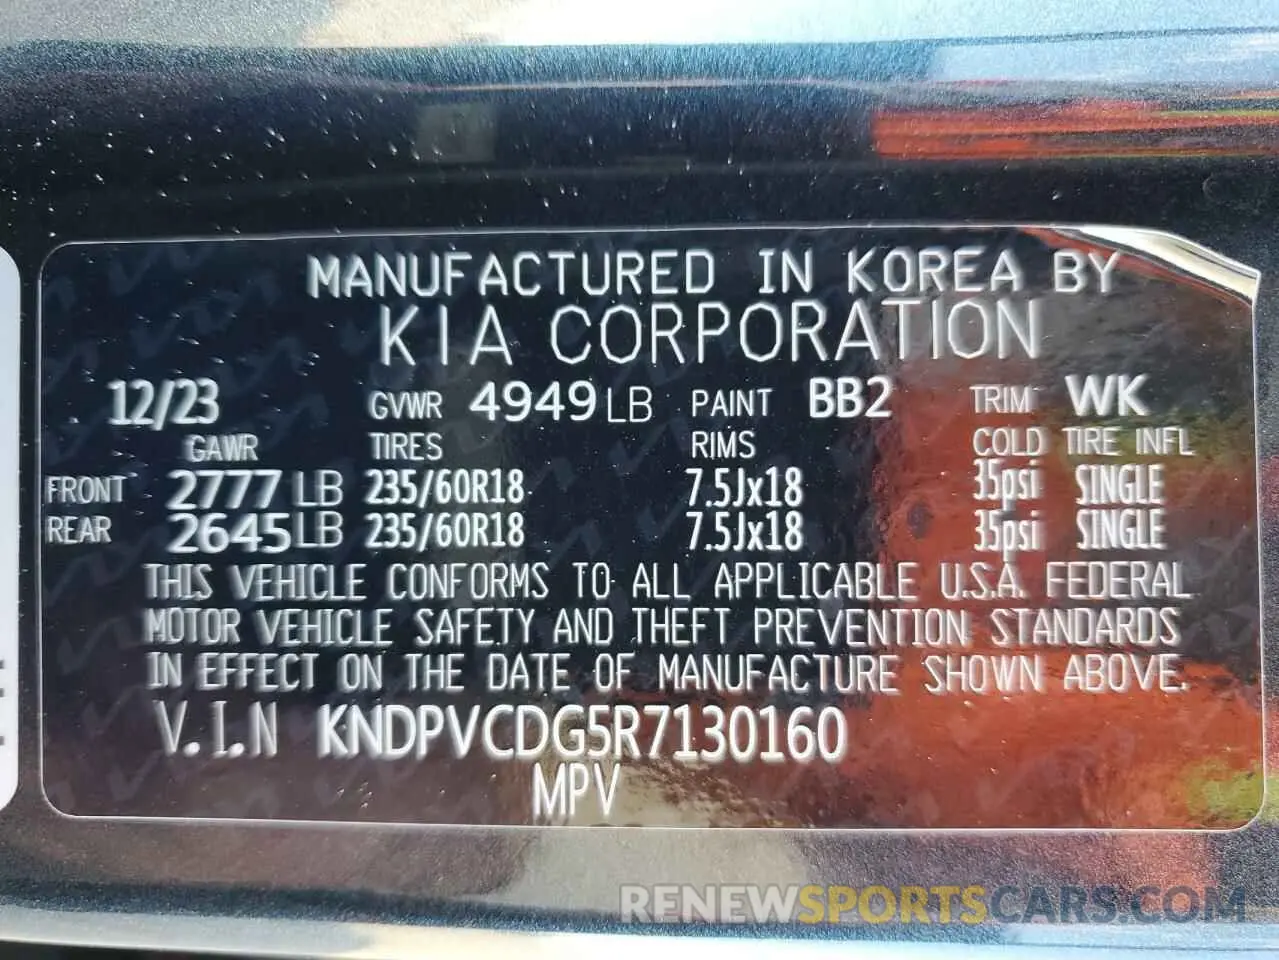 MANUFACTURED IN KOREA BY
KIA CORPORATION
12/23 GVWR 4949 LB PAINT BB2 TRIM WK
GAWR TIRES RIMS COLD TIRE INFL
FRONT 2777 LB 235/60R18 7.5Jx18 35psi SINGLE
REAR 2645 LB 235/60R18 7.5Jx18 35psi SINGLE
THIS VEHICLE CONFORMS TO ALL APPLICABLE U.S.A. FEDERAL
MOTOR VEHICLE SAFETY AND THEFT PREVENTION STANDARDS
IN EFFECT ON THE DATE OF MANUFACTURE SHOWN ABOVE.
V.I.N KNDPVCDG5R7130160
MPV
RENEWSPORTSCARS.COM